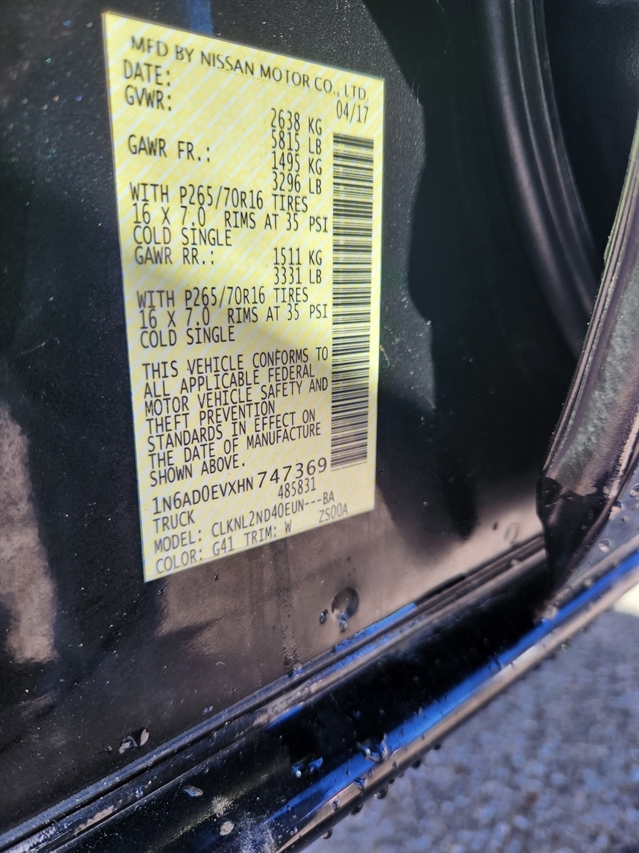 MFD BY NISSAN MOTOR CO., LTD.
DATE: 04/17
GVWR: 2638 KG
5815 LB
GAWR FR.: 1495 KG
3296 LB
WITH P265/70R16 TIRES
16 X 7.0 RIMS AT 35 PSI
COLD SINGLE
GAWR RR.: 1511 KG
3331 LB
WITH P265/70R16 TIRES
16 X 7.0 RIMS AT 35 PSI
COLD SINGLE
THIS VEHICLE CONFORMS TO
ALL APPLICABLE FEDERAL
MOTOR VEHICLE SAFETY AND
THEFT PREVENTION
STANDARDS IN EFFECT ON
THE DATE OF MANUFACTURE
SHOWN ABOVE.
1N6AD0EVXHN747369
TRUCK 485831
MODEL: CLKNL2ND40EUN---BA
COLOR: G41 TRIM: W ZS00A